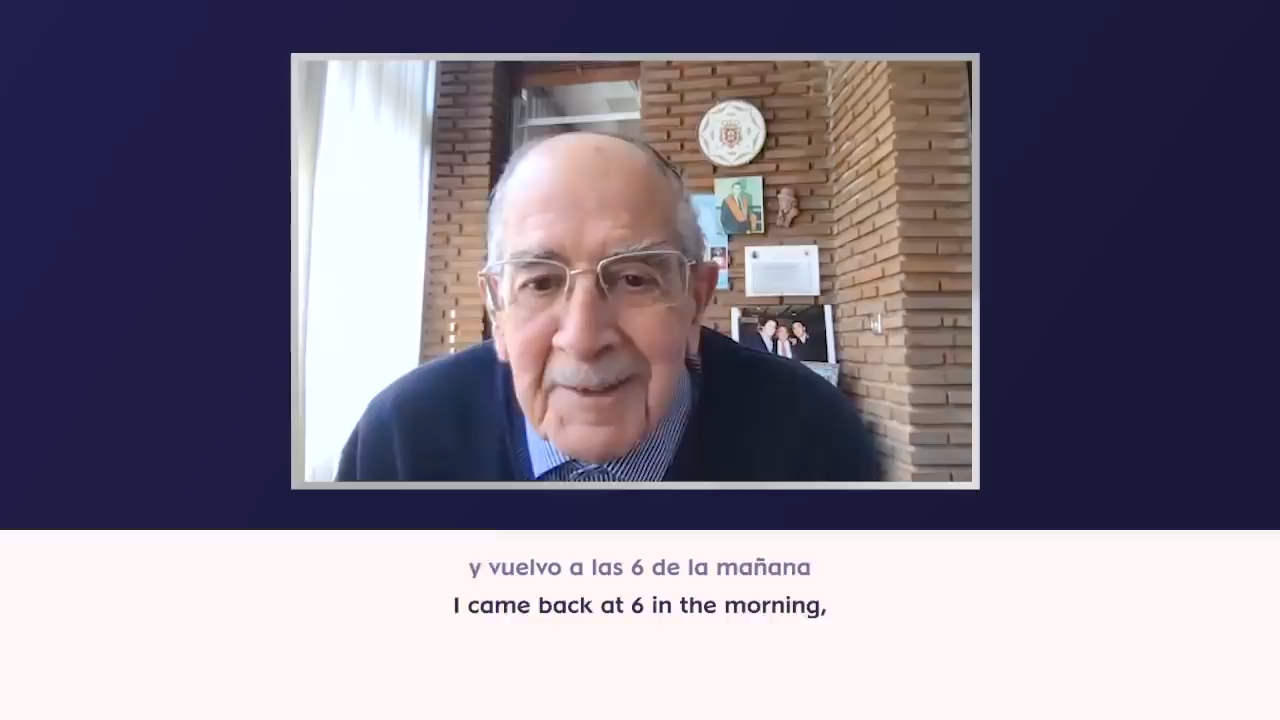 y vuelvo a las 6 de la mañana
I came back at 6 in the morning,